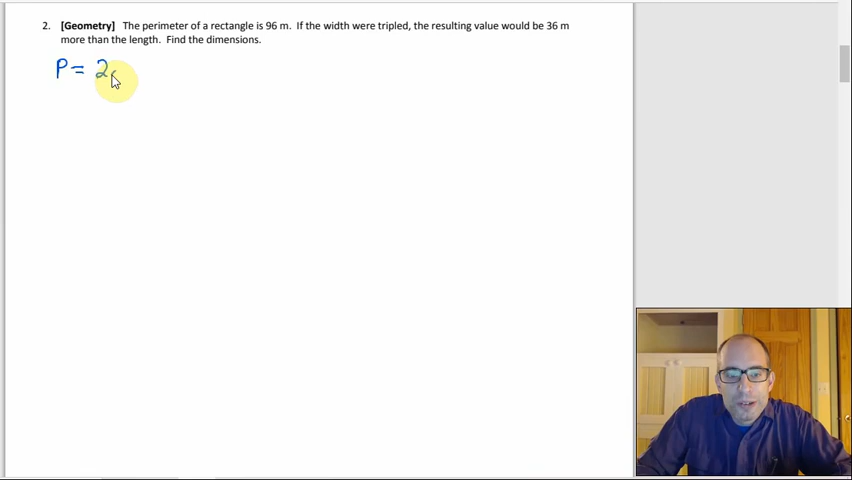 2. [Geometry] The perimeter of a rectangle is 96 m. If the width were tripled, the resulting value would be 36 m
more than the length. Find the dimensions.
P = 2